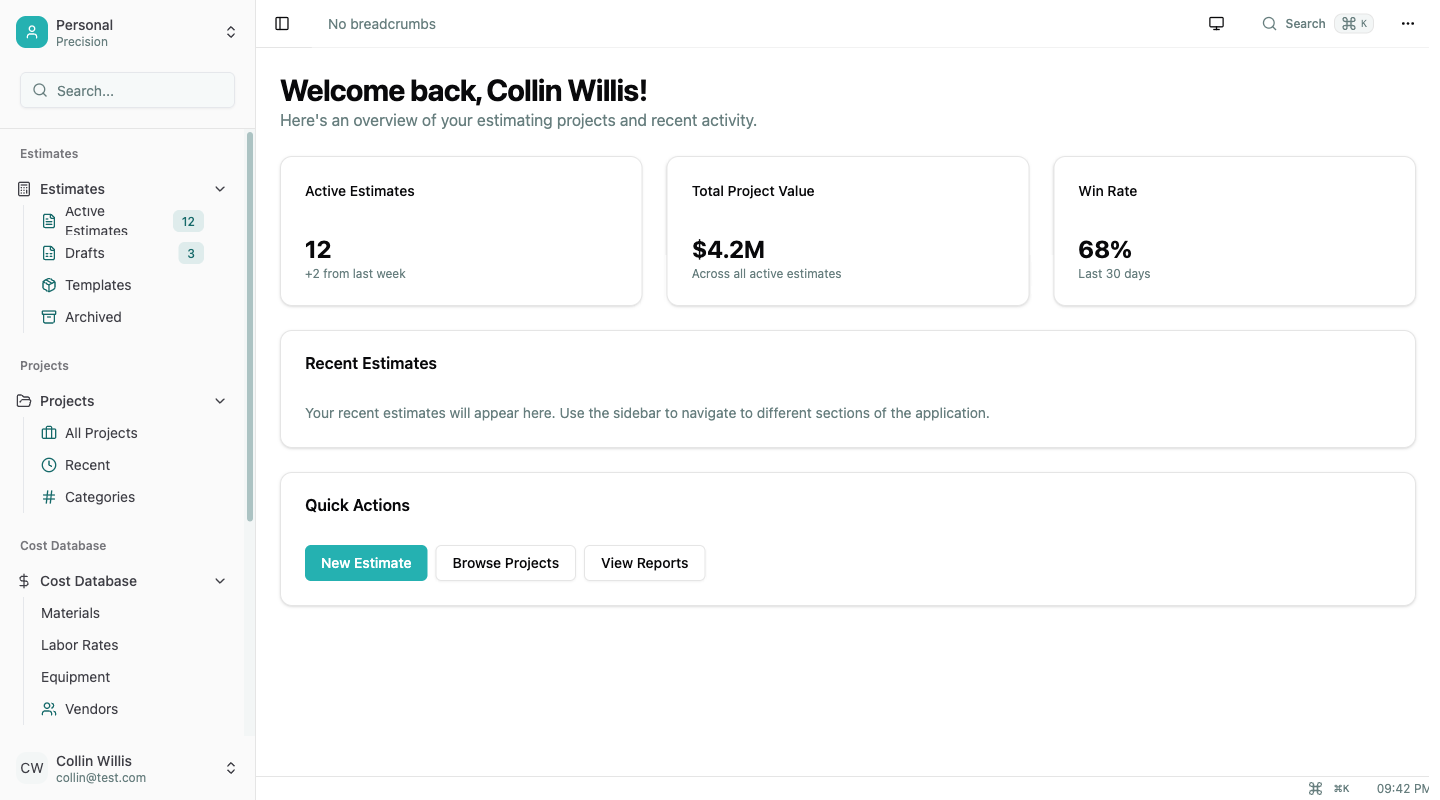 Personal
Precision
Search...
Estimates
Estimates
Active
Estimates
12
Drafts
3
Templates
Archived
Projects
Projects
All Projects
Recent
Categories
Cost Database
Cost Database
Materials
Labor Rates
Equipment
Vendors
CW
Collin Willis
collin@test.com
No breadcrumbs
Search ⌘ K
Welcome back, Collin Willis!
Here's an overview of your estimating projects and recent activity.
Active Estimates
12
+2 from last week
Total Project Value
$4.2M
Across all active estimates
Win Rate
68%
Last 30 days
Recent Estimates
Your recent estimates will appear here. Use the sidebar to navigate to different sections of the application.
Quick Actions
New Estimate
Browse Projects
View Reports
⌘ ⌘K
09:42 PM